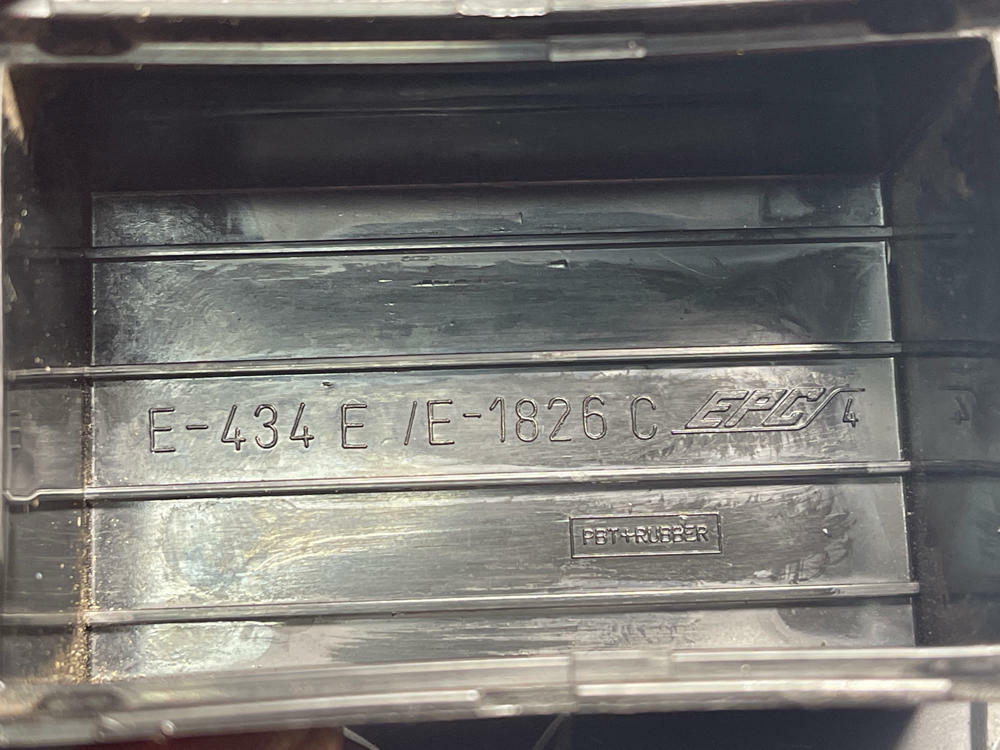 E-434 E /E-1826 C EPC 4
PBT+RUBBER